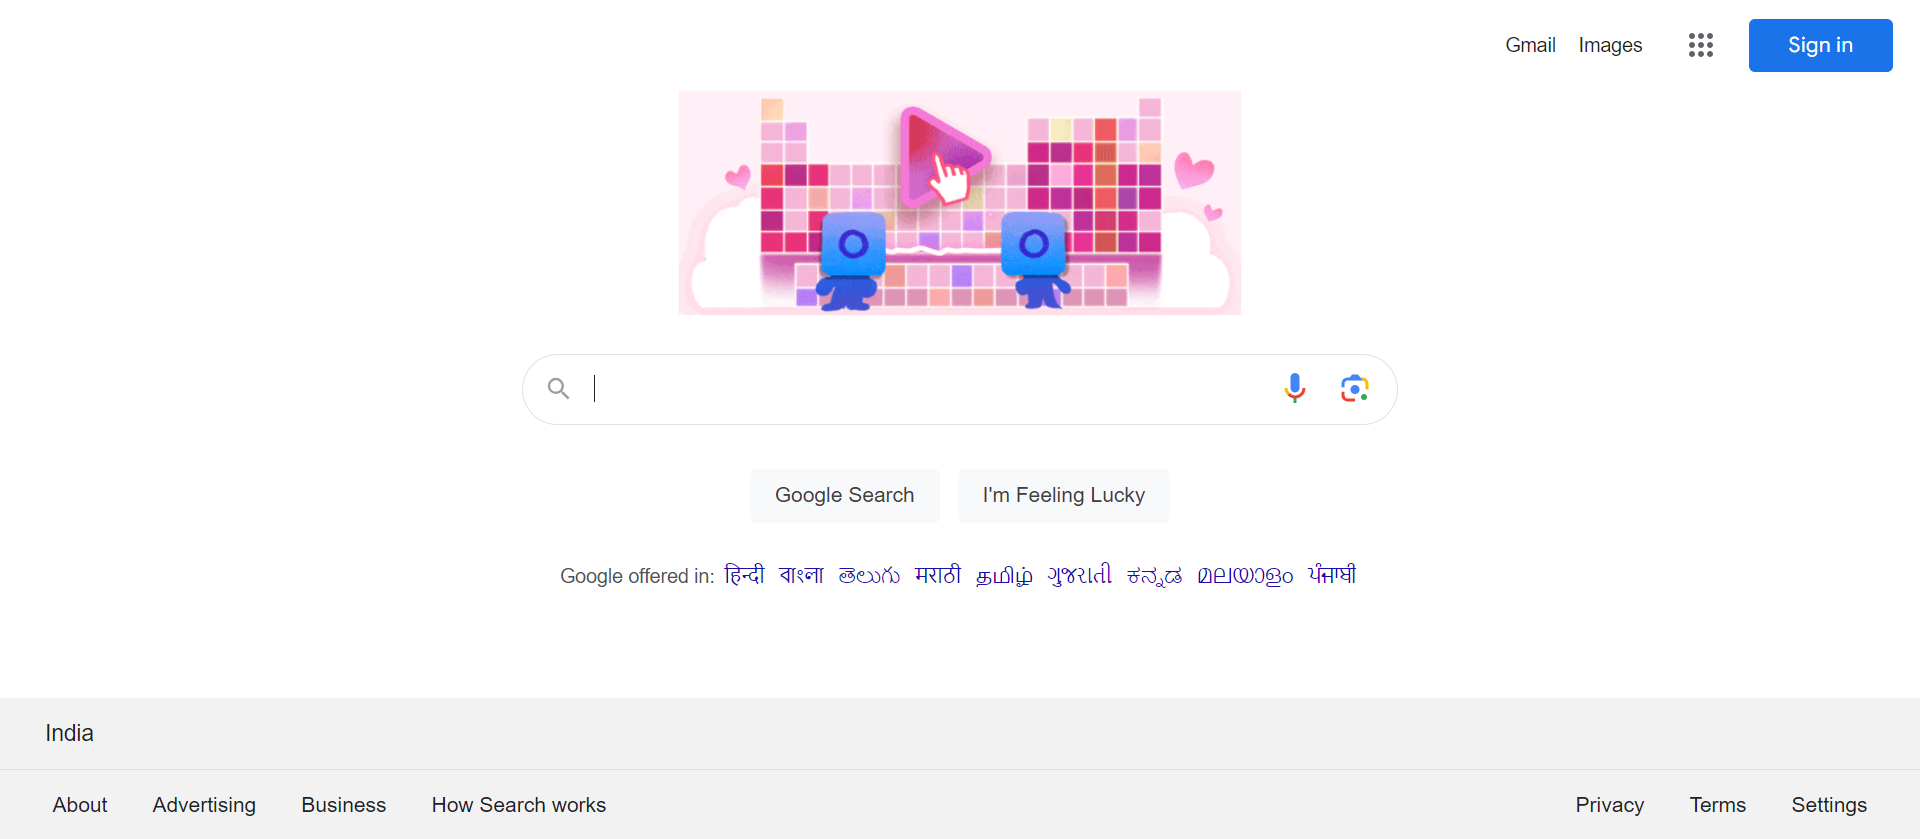 Gmail Images Sign in
Google Search I'm Feeling Lucky
Google offered in: हिन्दी বাংলা తెలుగు मराठी தமிழ் ગુજરાતી ಕನ್ನಡ മലയാളം ਪੰਜਾਬੀ
India
About Advertising Business How Search works Privacy Terms Settings